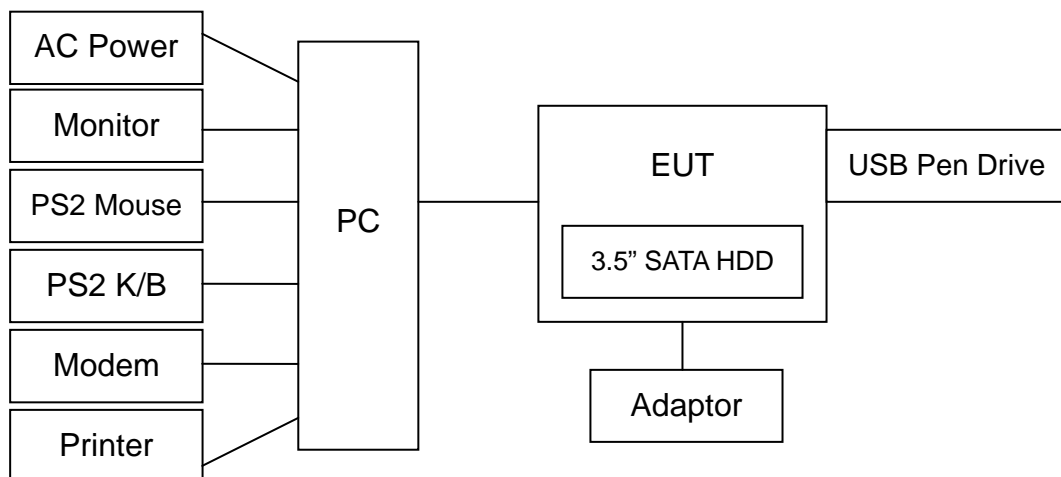 AC Power
Monitor
PS2 Mouse
PS2 K/B
Modem
Printer
PC
EUT
3.5” SATA HDD
USB Pen Drive
Adaptor